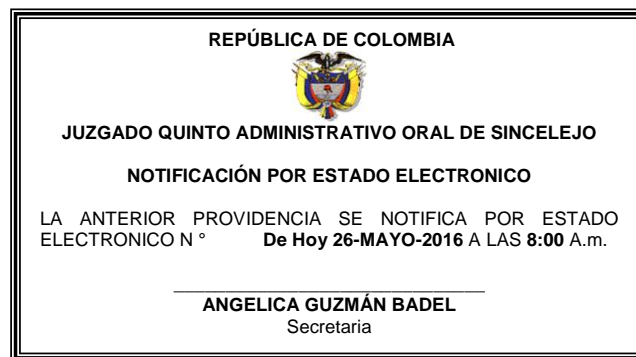 REPÚBLICA DE COLOMBIA
JUZGADO QUINTO ADMINISTRATIVO ORAL DE SINCELEJO
NOTIFICACIÓN POR ESTADO ELECTRONICO
LA ANTERIOR PROVIDENCIA SE NOTIFICA POR ESTADO
ELECTRONICO N ° De Hoy 26-MAYO-2016 A LAS 8:00 A.m.
ANGELICA GUZMÁN BADEL
Secretaria